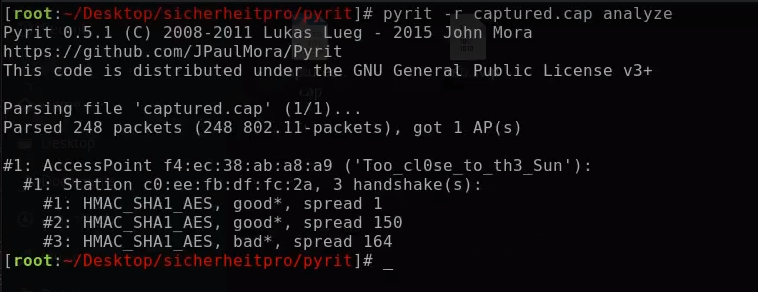 [root:~/Desktop/sicherheitpro/pyrit]# pyrit -r captured.cap analyze
Pyrit 0.5.1 (C) 2008-2011 Lukas Lueg - 2015 John Mora
https://github.com/JPaulMora/Pyrit
This code is distributed under the GNU General Public License v3+
Parsing file 'captured.cap' (1/1)...
Parsed 248 packets (248 802.11-packets), got 1 AP(s)
#1: AccessPoint f4:ec:38:ab:a8:a9 ('Too_cl0se_to_th3_Sun'):
#1: Station c0:ee:fb:df:fc:2a, 3 handshake(s):
#1: HMAC_SHA1_AES, good*, spread 1
#2: HMAC_SHA1_AES, good*, spread 150
#3: HMAC_SHA1_AES, bad*, spread 164
[root:~/Desktop/sicherheitpro/pyrit]# _